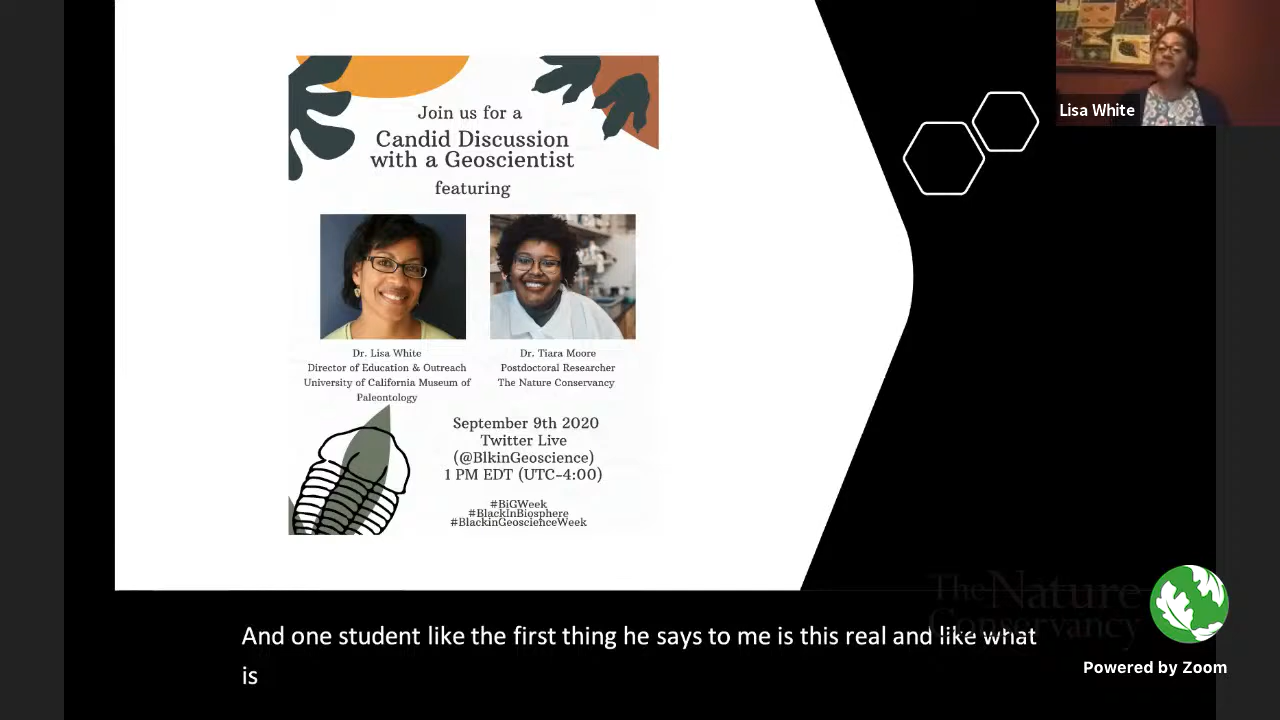 Join us for a
Candid Discussion
with a Geoscientist
featuring
Dr. Lisa White
Director of Education & Outreach
University of California Museum of
Paleontology
Dr. Tiara Moore
Postdoctoral Researcher
The Nature Conservancy
September 9th 2020
Twitter Live
(@BlkinGeoscience)
1 PM EDT (UTC-4:00)
#BiGWeek
#BlackInBiosphere
#BlackinGeoscienceWeek
Lisa White
The Nature
Conservancy
Powered by Zoom
And one student like the first thing he says to me is this real and like what
is